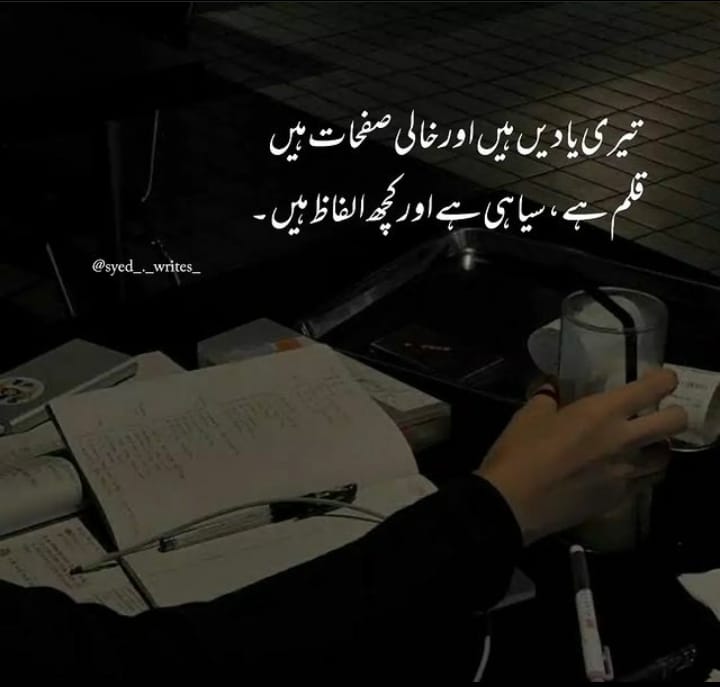 تیری یادیں ہیں اور خالی صفحات ہیں
قلم ہے، سیاہی ہے اور کچھ الفاظ ہیں۔
@syed_._writes_